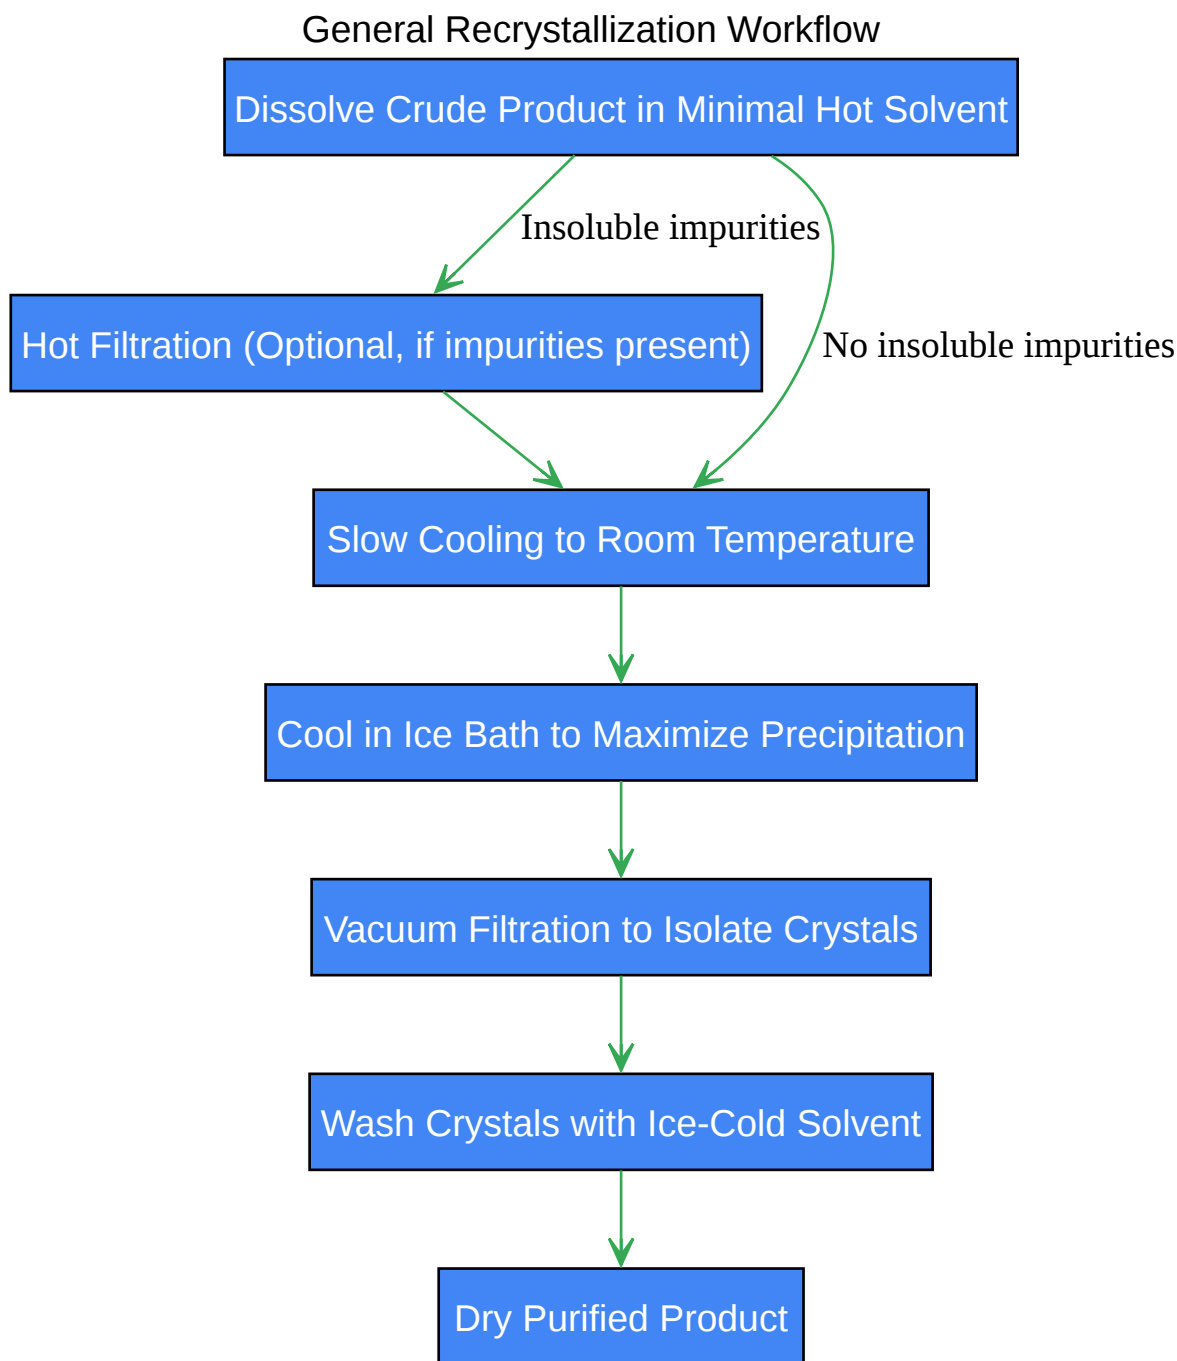 General Recrystallization Workflow
Dissolve Crude Product in Minimal Hot Solvent
Insoluble impurities
Hot Filtration (Optional, if impurities present)
No insoluble impurities
Slow Cooling to Room Temperature
Cool in Ice Bath to Maximize Precipitation
Vacuum Filtration to Isolate Crystals
Wash Crystals with Ice-Cold Solvent
Dry Purified Product